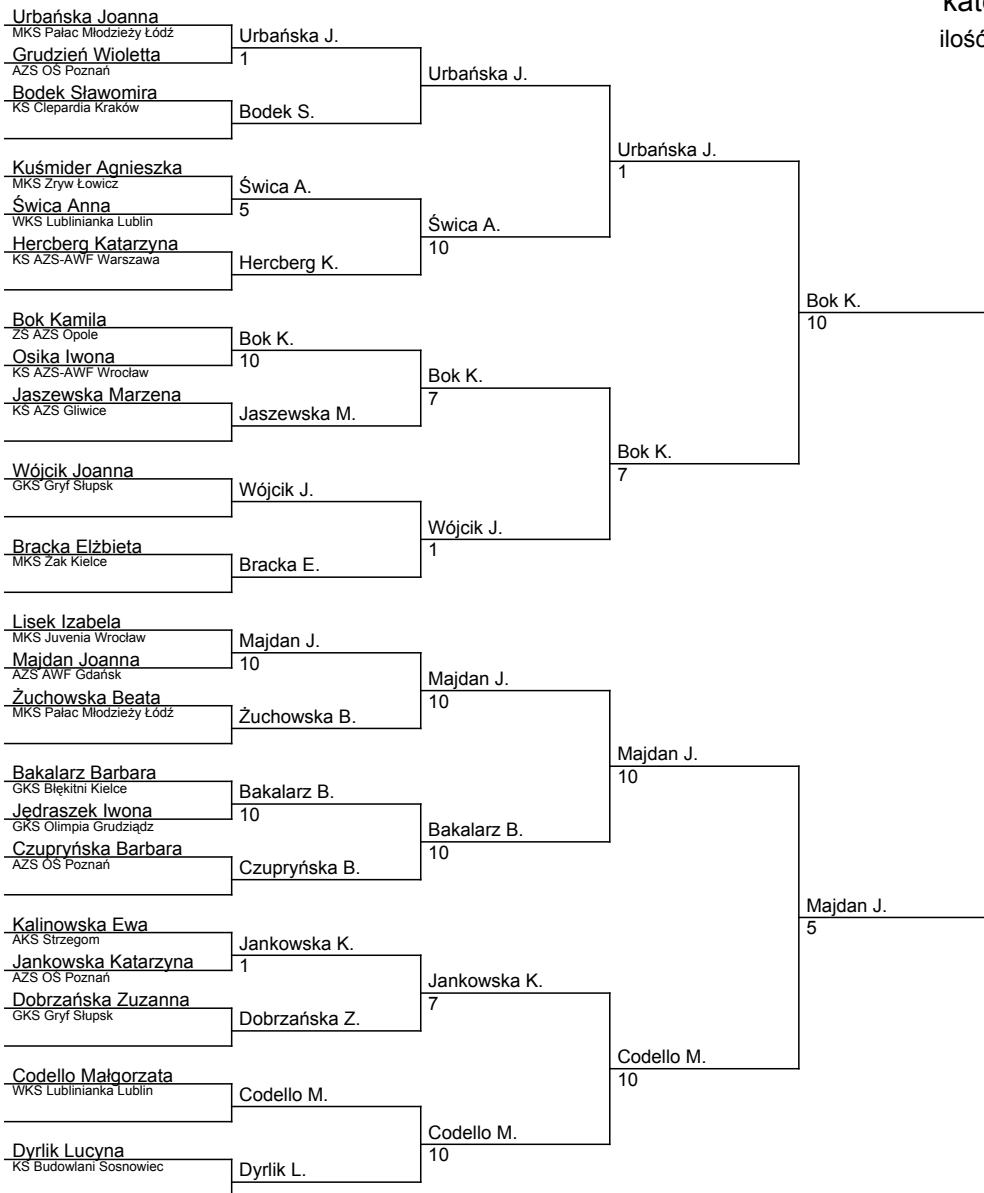 kate
ilość
Urbańska Joanna
MKS Pałac Młodzieży Łódź
Grudzień Wioletta
AZS OŚ Poznań
Bodek Sławomira
KS Clepardia Kraków
Kuśmider Agnieszka
MKS Zryw Łowicz
Świca Anna
WKS Lublinianka Lublin
Hercberg Katarzyna
KS AZS-AWF Warszawa
Bok Kamila
ZŚ AZS Opole
Osika Iwona
KS AZS-AWF Wrocław
Jaszewska Marzena
KŚ AZS Gliwice
Wójcik Joanna
GKS Gryf Słupsk
Bracka Elżbieta
MKS Żak Kielce
Lisek Izabela
MKS Juvenia Wrocław
Majdan Joanna
AZS AWF Gdańsk
Żuchowska Beata
MKS Pałac Młodzieży Łódź
Bakalarz Barbara
GKS Błękitni Kielce
Jędraszek Iwona
GKS Olimpia Grudziądz
Czupryńska Barbara
AZS OŚ Poznań
Kalinowska Ewa
AKS Strzegom
Jankowska Katarzyna
AZS OŚ Poznań
Dobrzańska Zuzanna
GKS Gryf Słupsk
Codello Małgorzata
WKS Lublinianka Lublin
Dyrlik Lucyna
KS Budowlani Sosnowiec
Urbańska J.
1
Bodek S.
Świca A.
5
Hercberg K.
Bok K.
10
Jaszewska M.
Wójcik J.
Bracka E.
Majdan J.
10
Żuchowska B.
Bakalarz B.
10
Czupryńska B.
Jankowska K.
1
Dobrzańska Z.
Codello M.
Dyrlik L.
Urbańska J.
Świca A.
10
Bok K.
7
Wójcik J.
1
Majdan J.
10
Bakalarz B.
10
Jankowska K.
7
Codello M.
10
Urbańska J.
1
Bok K.
7
Majdan J.
10
Codello M.
10
Bok K.
10
Majdan J.
5